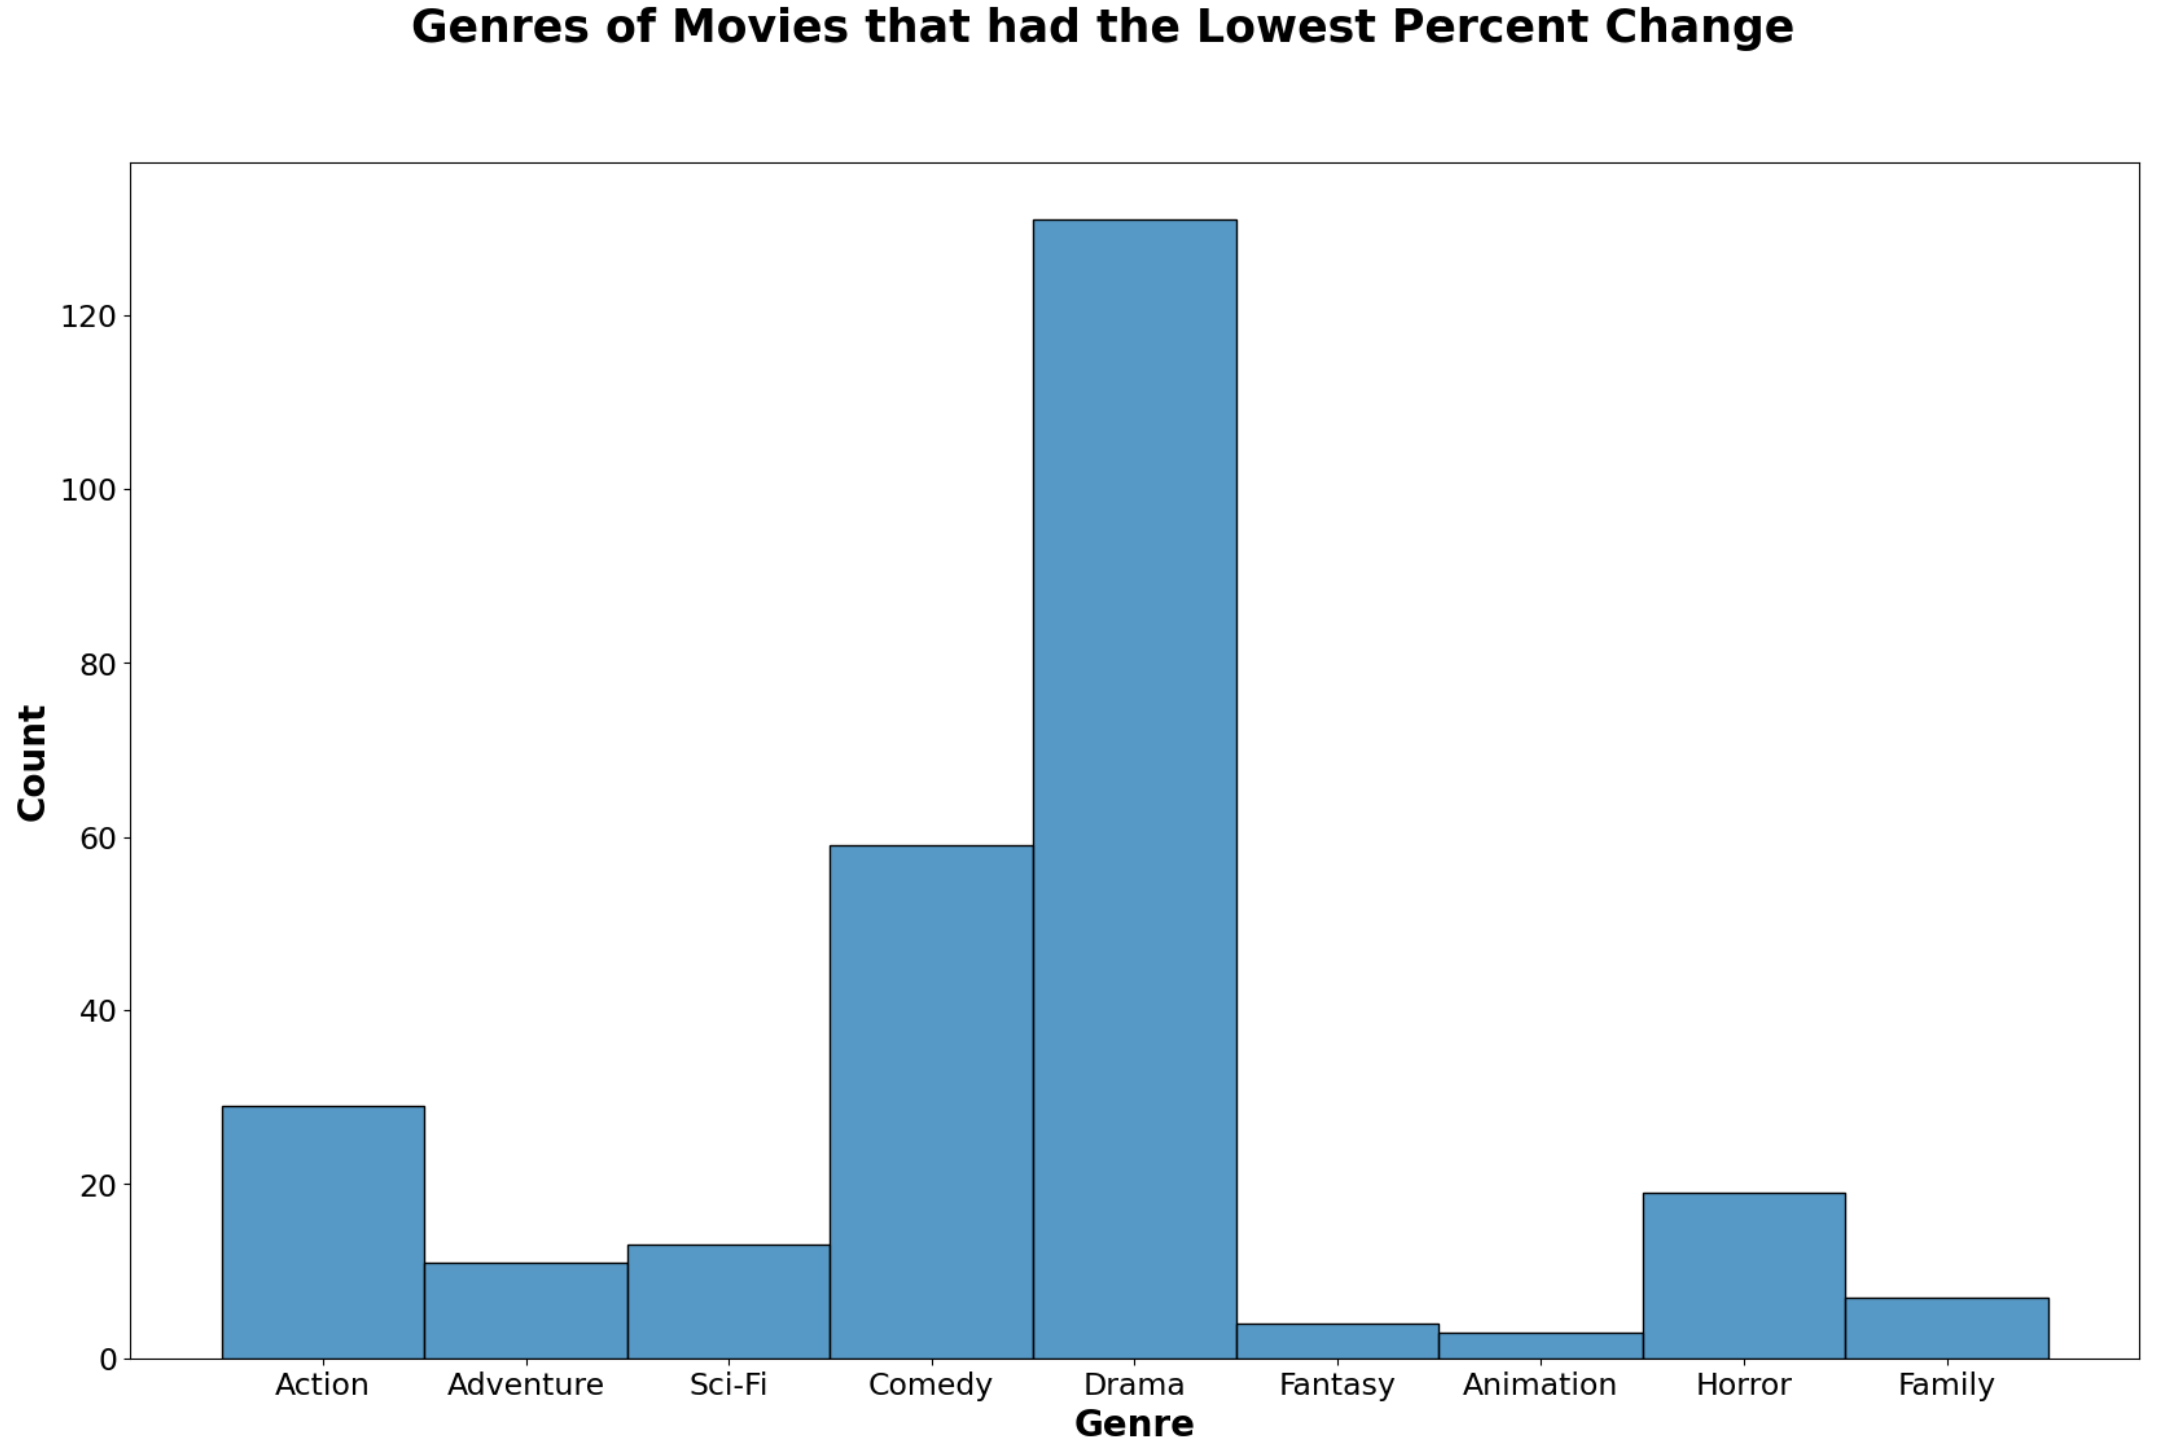 Genres of Movies that had the Lowest Percent Change
Count
120
100
80
60
40
20
0
Action Adventure Sci-Fi Comedy Drama Fantasy Animation Horror Family
Genre